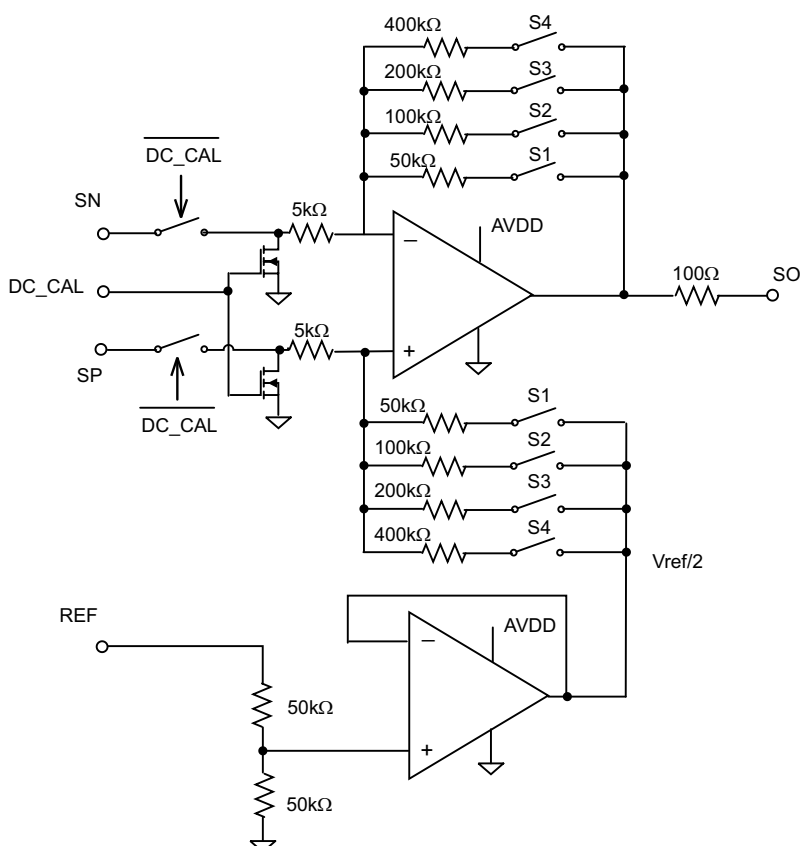 400kΩ
S4
200kΩ
S3
100kΩ
S2
50kΩ
S1
DC_CAL
SN
5kΩ
−
AVDD
DC_CAL
100Ω
SO
5kΩ
+
SP
DC_CAL
50kΩ
S1
100kΩ
S2
200kΩ
S3
400kΩ
S4
Vref/2
REF
−
AVDD
50kΩ
+
50kΩ